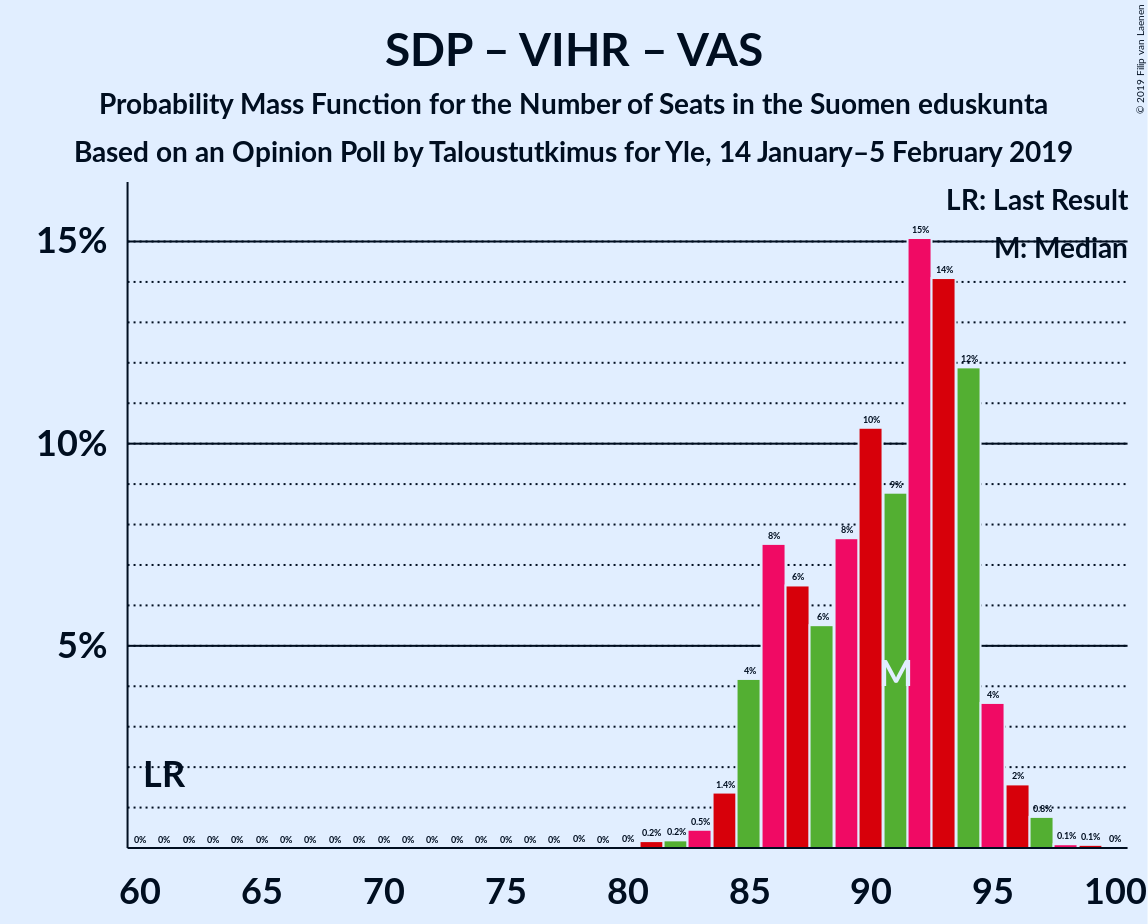 SDP – VIHR – VAS
Probability Mass Function for the Number of Seats in the Suomen eduskunta
Based on an Opinion Poll by Taloustutkimus for Yle, 14 January–5 February 2019
© 2019 Filip van Laenen
LR: Last Result
M: Median
15%
10%
5%
LR
M
0% 0% 0% 0% 0% 0% 0% 0% 0% 0% 0% 0% 0% 0% 0% 0% 0% 0% 0% 0% 0% 0.2% 0.2% 0.5% 1.4% 4% 8% 6% 6% 8% 10% 9% 15% 14% 12% 4% 2% 0.8% 0.1% 0.1% 0%
60 65 70 75 80 85 90 95 100